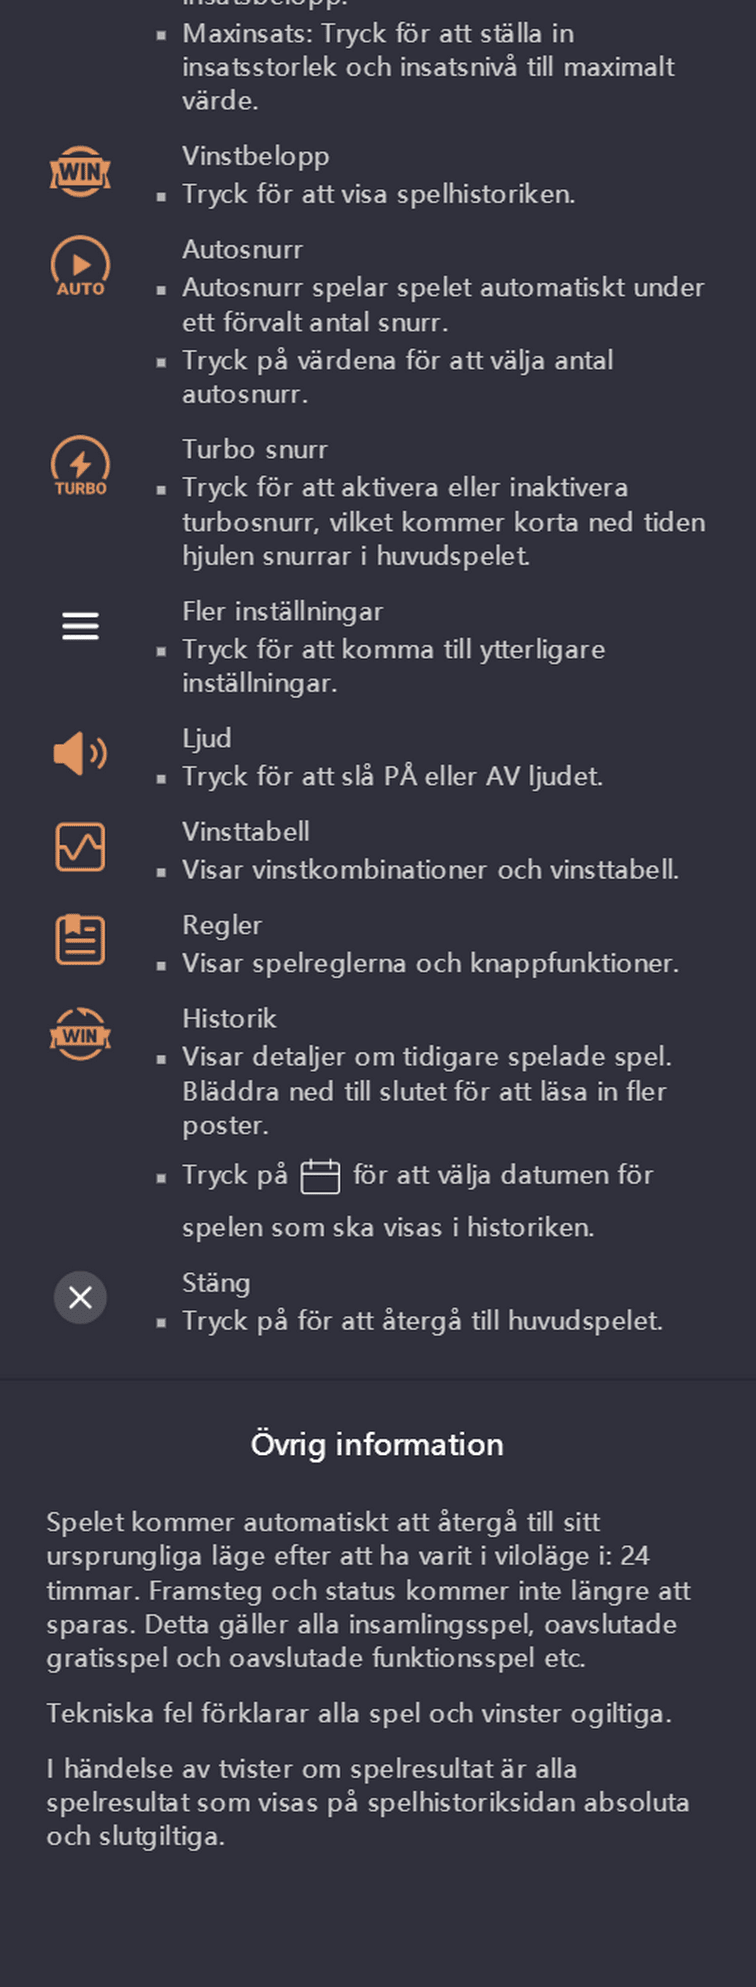 insatsbelopp.
▪ Maxinsats: Tryck för att ställa in
insatsstorlek och insatsnivå till maximalt
värde.
WIN
Vinstbelopp
▪ Tryck för att visa spelhistoriken.
AUTO
Autosnurr
▪ Autosnurr spelar spelet automatiskt under
ett förvalt antal snurr.
▪ Tryck på värdena för att välja antal
autosnurr.
TURBO
Turbo snurr
▪ Tryck för att aktivera eller inaktivera
turbosnurr, vilket kommer korta ned tiden
hjulen snurrar i huvudspelet.
Fler inställningar
▪ Tryck för att komma till ytterligare
inställningar.
Ljud
▪ Tryck för att slå PÅ eller AV ljudet.
Vinsttabell
▪ Visar vinstkombinationer och vinsttabell.
Regler
▪ Visar spelreglerna och knappfunktioner.
WIN
Historik
▪ Visar detaljer om tidigare spelade spel.
Bläddra ned till slutet för att läsa in fler
poster.
▪ Tryck på för att välja datumen för
spelen som ska visas i historiken.
Stäng
▪ Tryck på för att återgå till huvudspelet.
Övrig information
Spelet kommer automatiskt att återgå till sitt
ursprungliga läge efter att ha varit i viloläge i: 24
timmar. Framsteg och status kommer inte längre att
sparas. Detta gäller alla insamlingsspel, oavslutade
gratisspel och oavslutade funktionsspel etc.
Tekniska fel förklarar alla spel och vinster ogiltiga.
I händelse av tvister om spelresultat är alla
spelresultat som visas på spelhistoriksidan absoluta
och slutgiltiga.